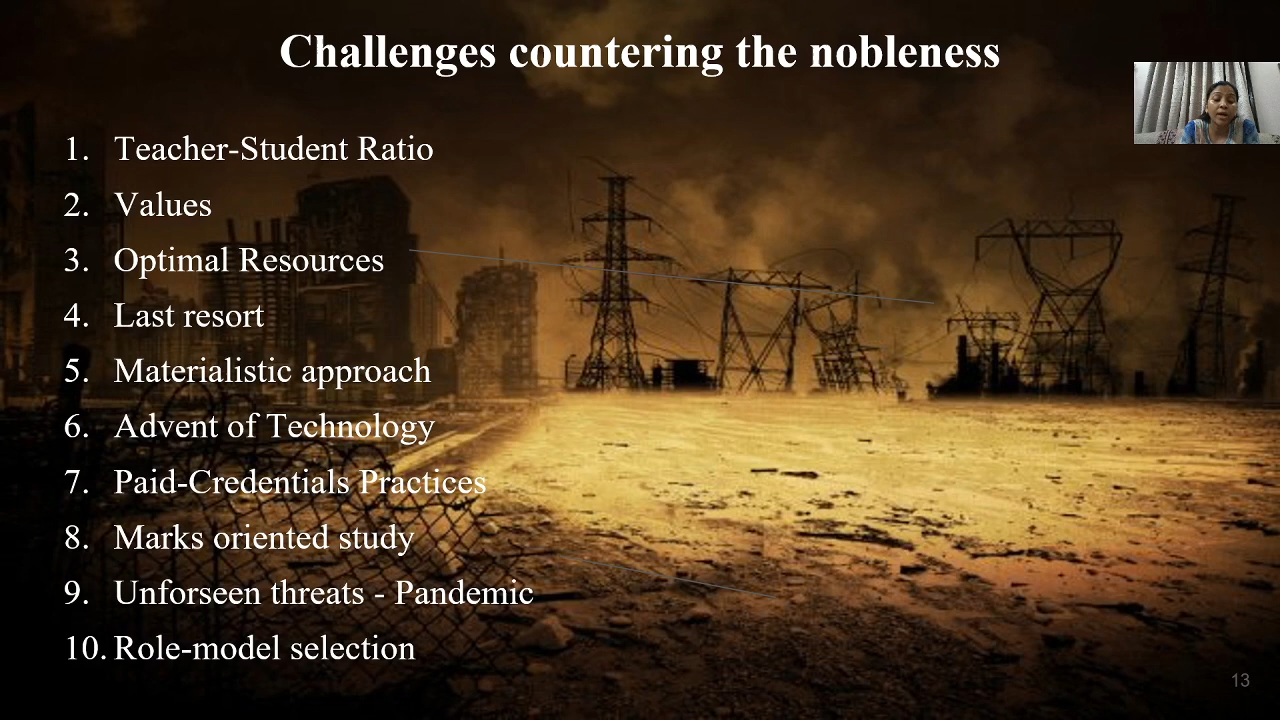 Challenges countering the nobleness
1. Teacher-Student Ratio
2. Values
3. Optimal Resources
4. Last resort
5. Materialistic approach
6. Advent of Technology
7. Paid-Credentials Practices
8. Marks oriented study
9. Unforseen threats - Pandemic
10. Role-model selection
13